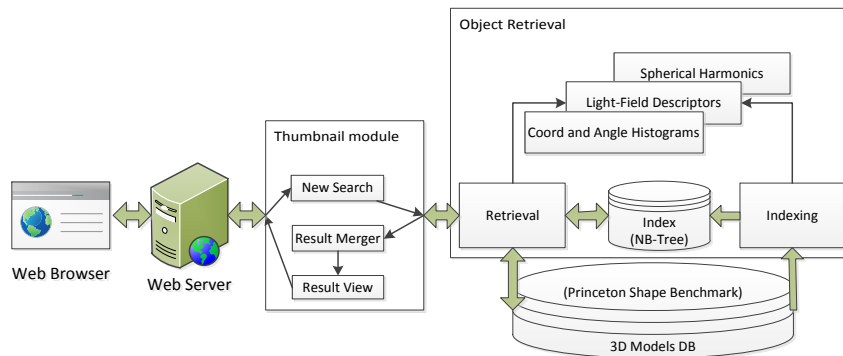 Object Retrieval
Spherical Harmonics
Light-Field Descriptors
Coord and Angle Histograms
Thumbnail module
New Search
Result Merger
Result View
Retrieval
Index
(NB-Tree)
Indexing
Web Browser
Web Server
(Princeton Shape Benchmark)
3D Models DB